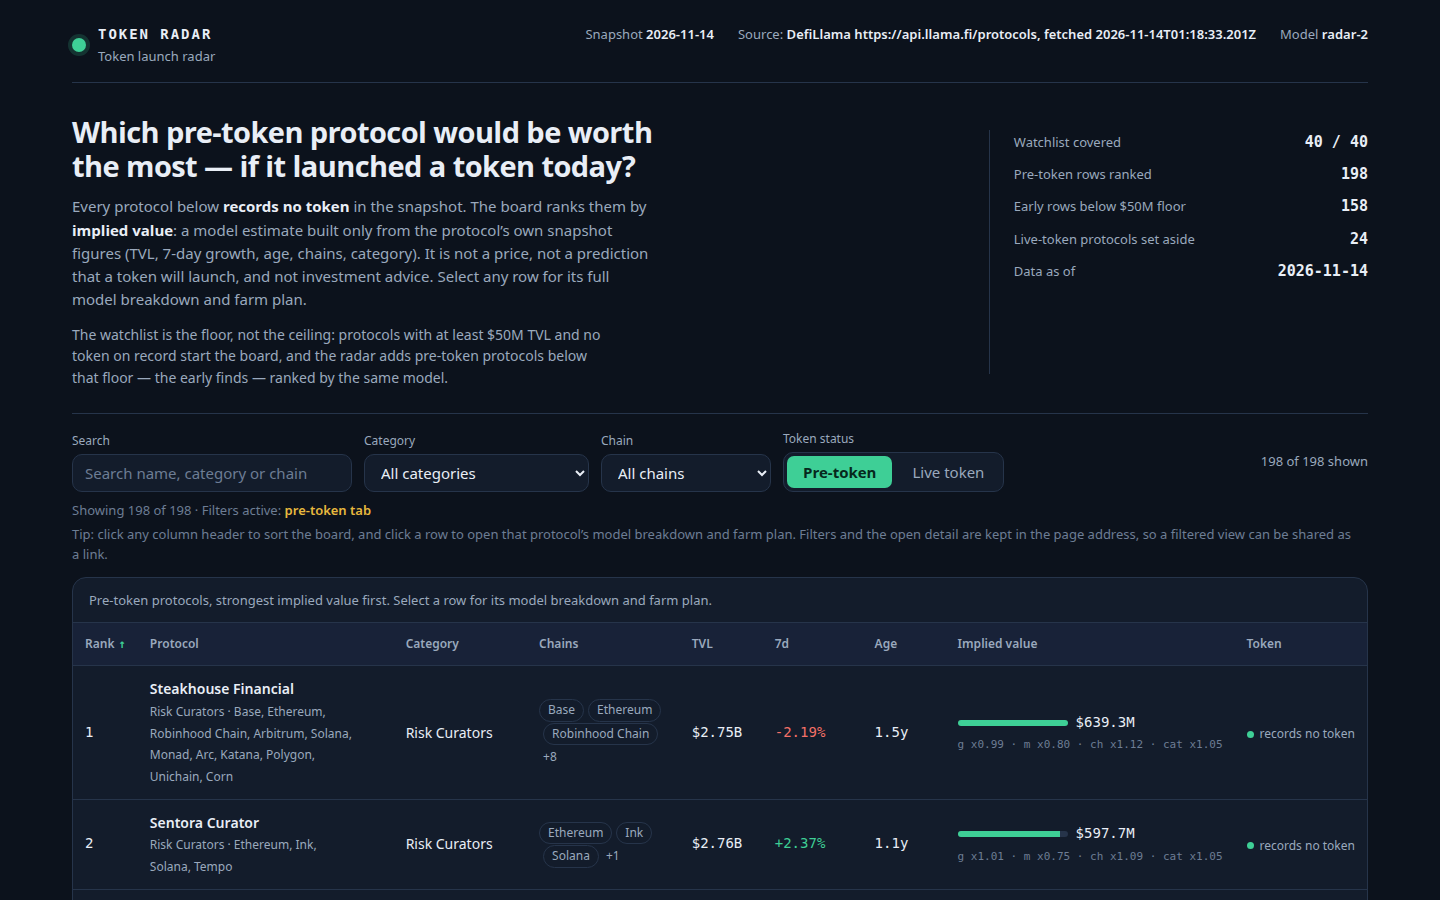 TOKEN RADAR
Token launch radar
Snapshot 2026-11-14 Source: DefiLlama https://api.llama.fi/protocols, fetched 2026-11-14T01:18:33.201Z Model radar-2
Which pre-token protocol would be worth
the most — if it launched a token today?
Every protocol below records no token in the snapshot. The board ranks them by
implied value: a model estimate built only from the protocol’s own snapshot
figures (TVL, 7-day growth, age, chains, category). It is not a price, not a prediction
that a token will launch, and not investment advice. Select any row for its full
model breakdown and farm plan.
The watchlist is the floor, not the ceiling: protocols with at least $50M TVL and no
token on record start the board, and the radar adds pre-token protocols below
that floor — the early finds — ranked by the same model.
Watchlist covered 40 / 40
Pre-token rows ranked 198
Early rows below $50M floor 158
Live-token protocols set aside 24
Data as of 2026-11-14
Search Category Chain Token status
Search name, category or chain All categories All chains Pre-token Live token
198 of 198 shown
Showing 198 of 198 · Filters active: pre-token tab
Tip: click any column header to sort the board, and click a row to open that protocol’s model breakdown and farm plan. Filters and the open detail are kept in the page address, so a filtered view can be shared as
a link.
Pre-token protocols, strongest implied value first. Select a row for its model breakdown and farm plan.
Rank ↑ Protocol Category Chains TVL 7d Age Implied value Token
1
Steakhouse Financial
Risk Curators · Base, Ethereum,
Robinhood Chain, Arbitrum, Solana,
Monad, Arc, Katana, Polygon,
Unichain, Corn
Risk Curators
Base Ethereum
Robinhood Chain
+8
$2.75B
-2.19%
1.5y
$639.3M
g x0.99 · m x0.80 · ch x1.12 · cat x1.05
records no token
2
Sentora Curator
Risk Curators · Ethereum, Ink,
Solana, Tempo
Risk Curators
Ethereum Ink
Solana +1
$2.76B
+2.37%
1.1y
$597.7M
g x1.01 · m x0.75 · ch x1.09 · cat x1.05
records no token